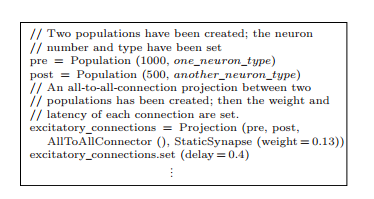 // Two populations have been created; the neuron
// number and type have been set
pre = Population (1000, one_neuron_type)
post = Population (500, another_neuron_type)
// An all-to-all-connection projection between two
// populations has been created; then the weight and
// latency of each connection are set.
excitatory_connections = Projection (pre, post,
AllToAllConnector (), StaticSynapse (weight=0.13))
excitatory_connections.set (delay=0.4)
⋮